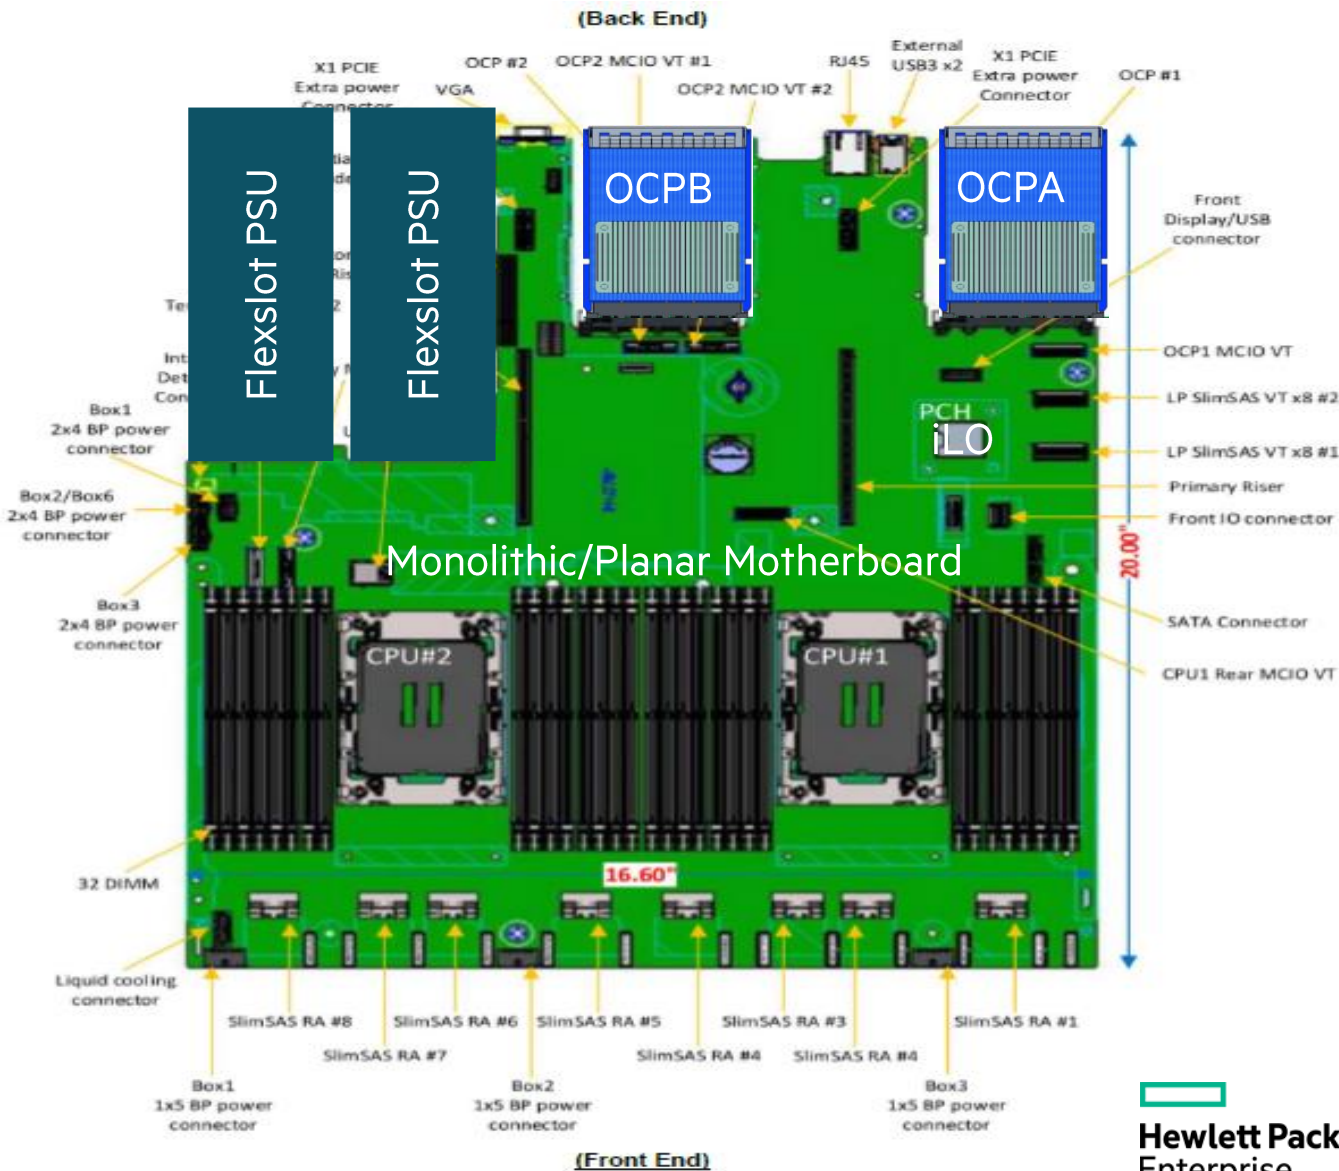 (Back End)
X1 PCIE
Extra power
Connector
VGA
OCP #2
OCP2 MCIO VT #1
OCP2 MCIO VT #2
RJ45
External
USB3 x2
X1 PCIE
Extra power
Connector
OCP #1
Flexslot PSU
Flexslot PSU
OCPB
OCPA
Front
Display/USB
connector
OCP1 MCIO VT
LP SlimSAS VT x8 #2
LP SlimSAS VT x8 #1
PCH
iLO
Primary Riser
Front IO connector
20.00"
Box1
2x4 BP power
connector
Box2/Box6
2x4 BP power
connector
Box3
2x4 BP power
connector
Monolithic/Planar Motherboard
SATA Connector
CPU1 Rear MCIO VT
CPU#2
CPU#1
32 DIMM
16.60"
Liquid cooling
connector
SlimSAS RA #8
SlimSAS RA #6
SlimSAS RA #5
SlimSAS RA #3
SlimSAS RA #1
SlimSAS RA #7
SlimSAS RA #4
SlimSAS RA #4
Box1
1x5 BP power
connector
Box2
1x5 BP power
connector
Box3
1x5 BP power
connector
(Front End)
Hewlett Pack
Enterprise